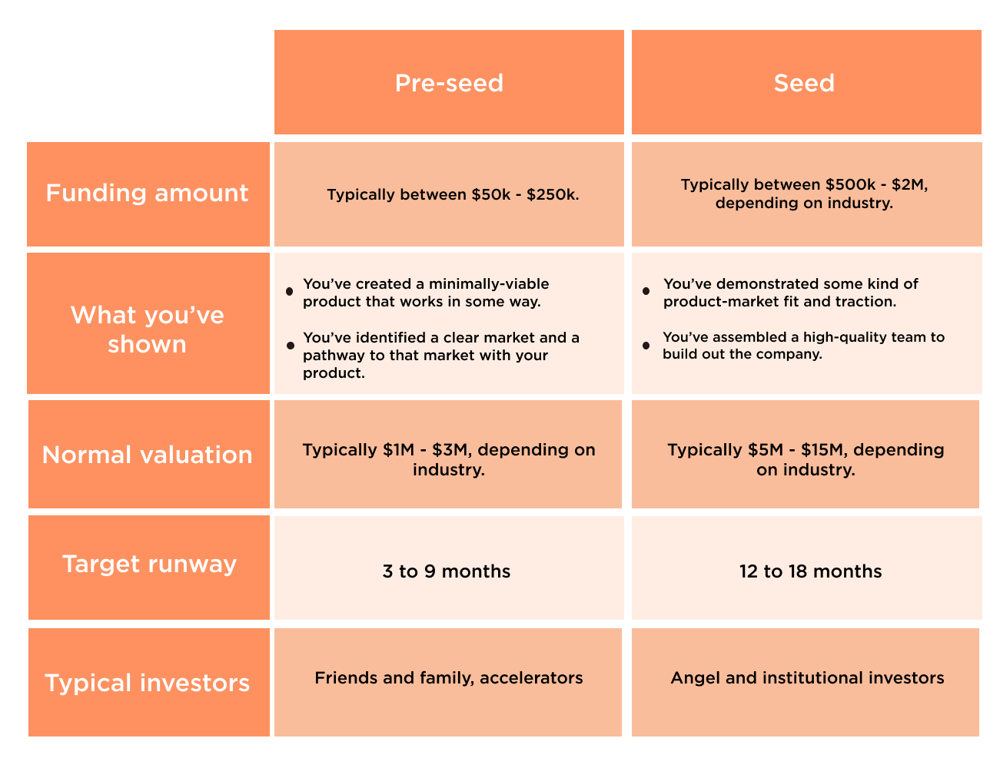 Pre-seed
Seed
Funding amount
Typically between $50k - $250k.
Typically between $500k - $2M,
depending on industry.
What you’ve
shown
• You’ve created a minimally-viable
product that works in some way.
• You’ve identified a clear market and a
pathway to that market with your
product.
• You’ve demonstrated some kind of
product-market fit and traction.
• You’ve assembled a high-quality team to
build out the company.
Normal valuation
Typically $1M - $3M, depending on
industry.
Typically $5M - $15M, depending
on industry.
Target runway
3 to 9 months
12 to 18 months
Typical investors
Friends and family, accelerators
Angel and institutional investors